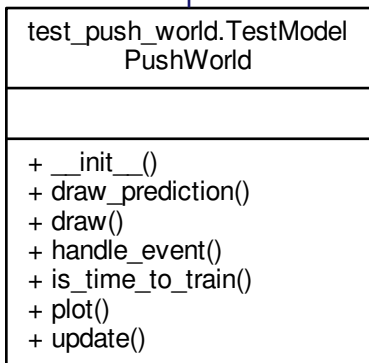 test_push_world.TestModel
PushWorld
+ __init__()
+ draw_prediction()
+ draw()
+ handle_event()
+ is_time_to_train()
+ plot()
+ update()